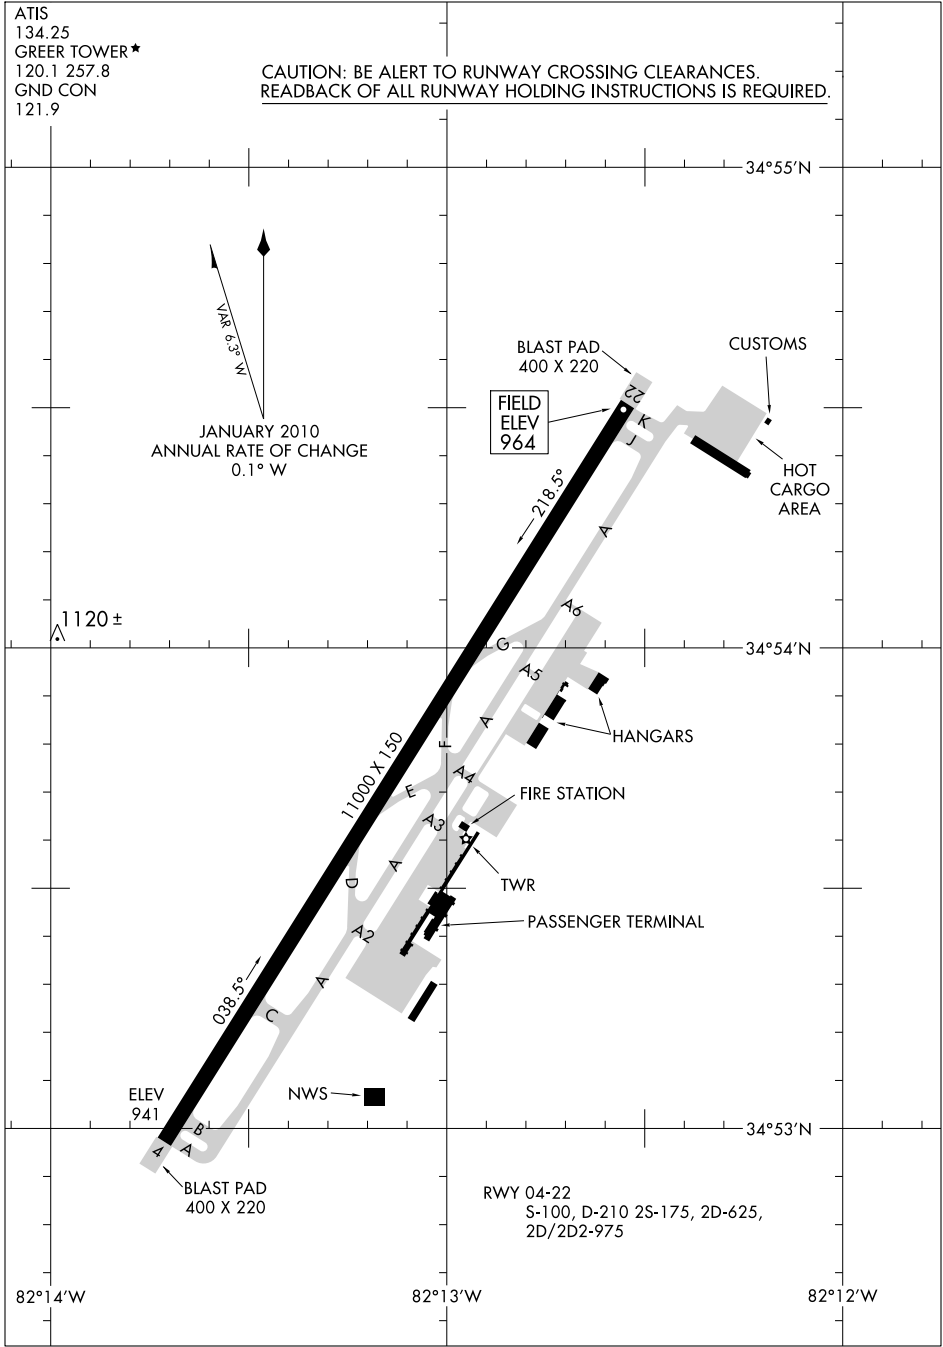 ATIS
134.25
GREER TOWER★
120.1 257.8
GND CON
121.9
CAUTION: BE ALERT TO RUNWAY CROSSING CLEARANCES.
READBACK OF ALL RUNWAY HOLDING INSTRUCTIONS IS REQUIRED.
34°55'N
VAR 6.3° W
JANUARY 2010
ANNUAL RATE OF CHANGE
0.1° W
BLAST PAD
400 X 220
CUSTOMS
22
FIELD
ELEV
964
K
J
HOT
CARGO
AREA
218.5°
A
A6
1120 ±
G
34°54'N
A5
A
HANGARS
F
11000 X 150
A4
E
FIRE STATION
A3
A
D
TWR
PASSENGER TERMINAL
A2
A
038.5°
C
NWS
ELEV
941
B
A
4
34°53'N
BLAST PAD
400 X 220
RWY 04-22
S-100, D-210 2S-175, 2D-625,
2D/2D2-975
82°14'W
82°13'W
82°12'W